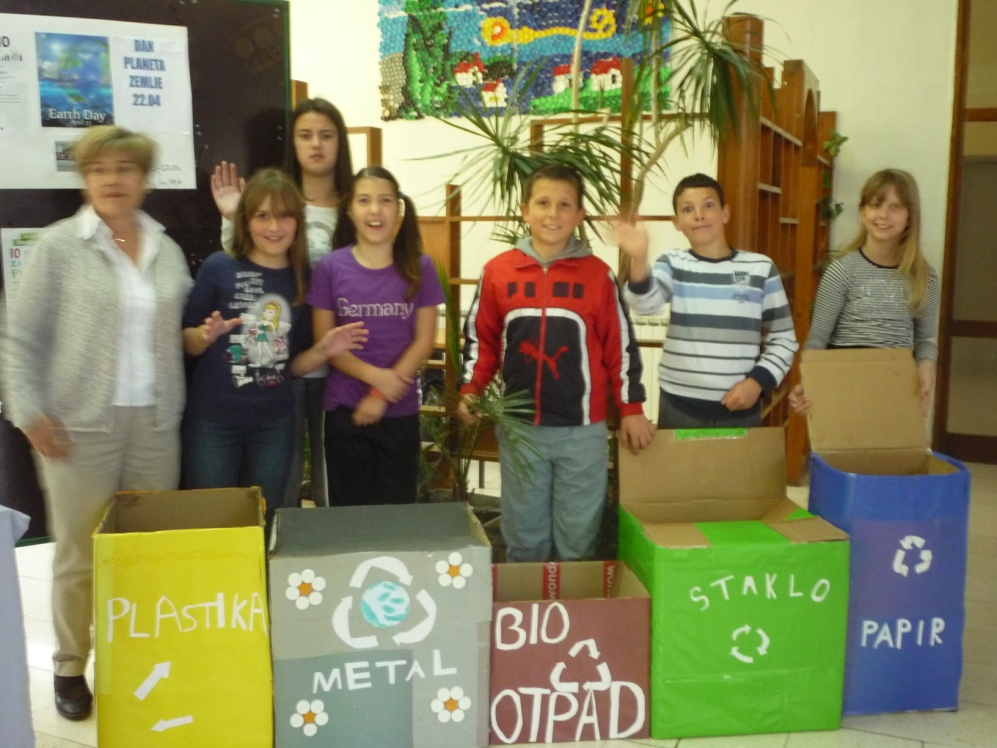 DAN
PLANETA
ZEMLJE
22.04
Earth Day
Germany
PLASTIKA
METAL
BIO
OTPAD
STAKLO
PAPIR